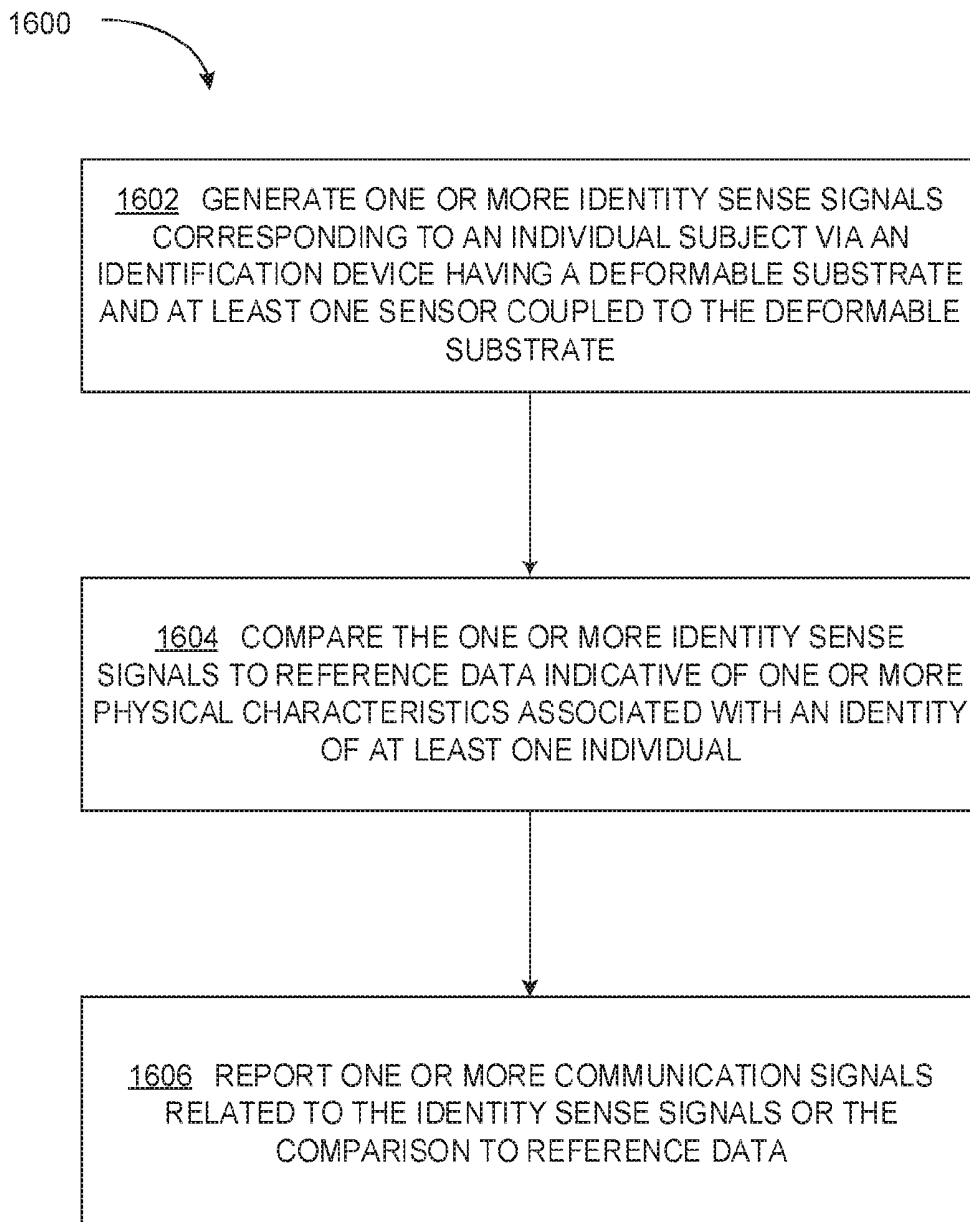 1600
1602 GENERATE ONE OR MORE IDENTITY SENSE SIGNALS
CORRESPONDING TO AN INDIVIDUAL SUBJECT VIA AN
IDENTIFICATION DEVICE HAVING A DEFORMABLE SUBSTRATE
AND AT LEAST ONE SENSOR COUPLED TO THE DEFORMABLE
SUBSTRATE
1604 COMPARE THE ONE OR MORE IDENTITY SENSE
SIGNALS TO REFERENCE DATA INDICATIVE OF ONE OR MORE
PHYSICAL CHARACTERISTICS ASSOCIATED WITH AN IDENTITY
OF AT LEAST ONE INDIVIDUAL
1606 REPORT ONE OR MORE COMMUNICATION SIGNALS
RELATED TO THE IDENTITY SENSE SIGNALS OR THE
COMPARISON TO REFERENCE DATA